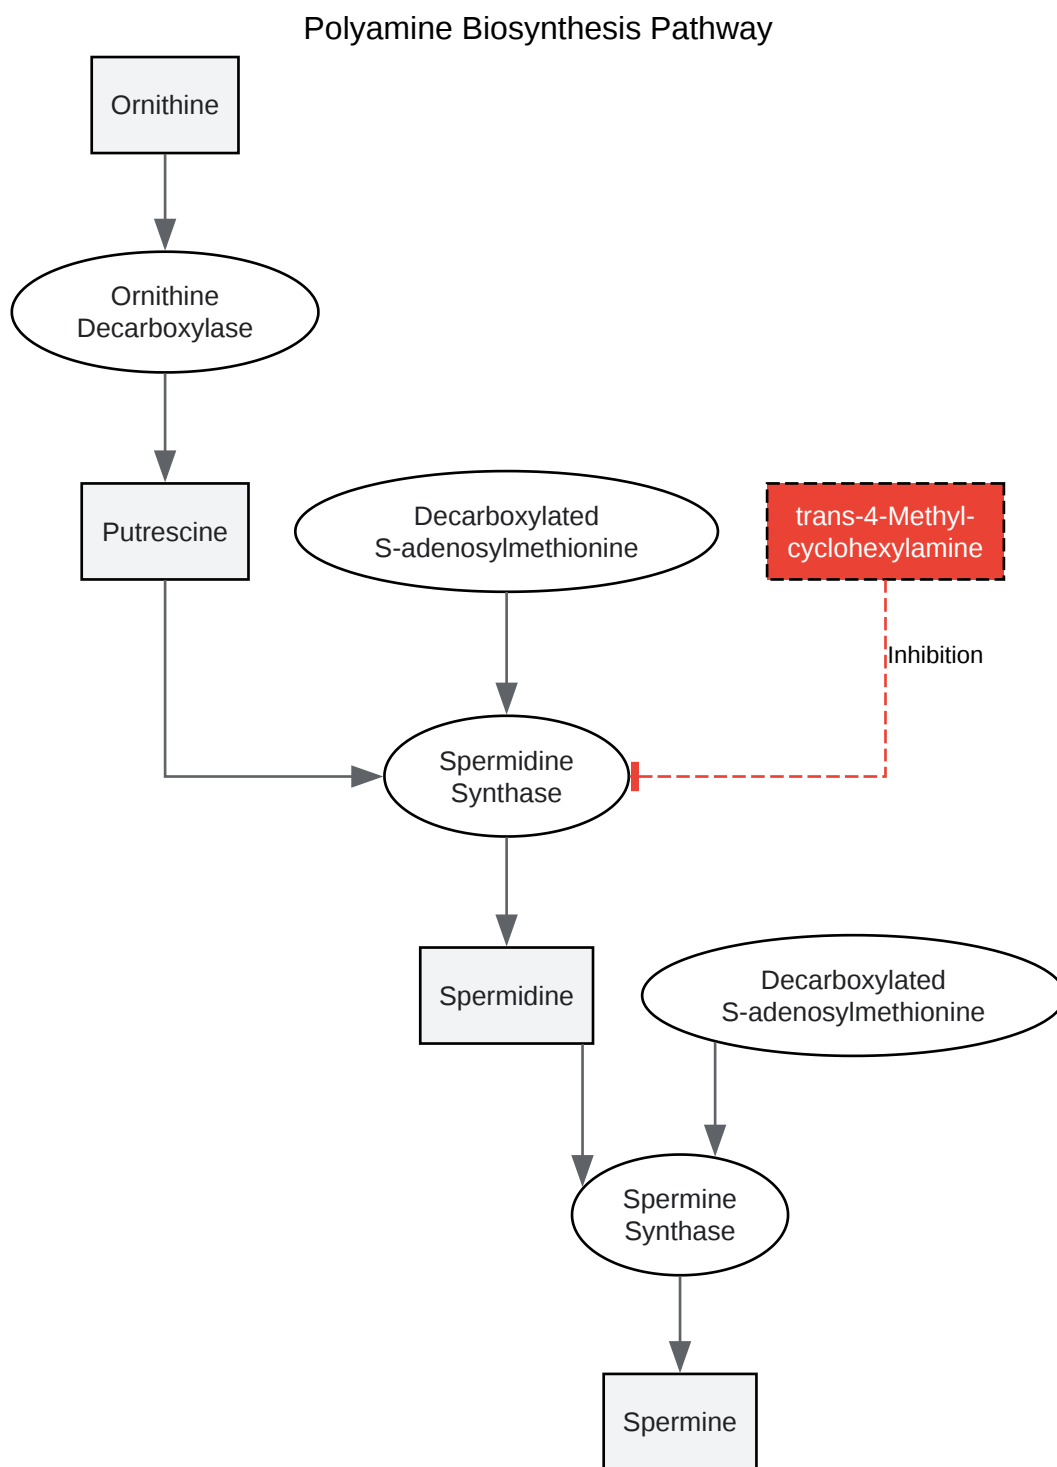 Polyamine Biosynthesis Pathway
Ornithine
Ornithine
Decarboxylase
Putrescine
Decarboxylated
S-adenosylmethionine
trans-4-Methyl-
cyclohexylamine
Inhibition
Spermidine
Synthase
Spermidine
Decarboxylated
S-adenosylmethionine
Spermine
Synthase
Spermine